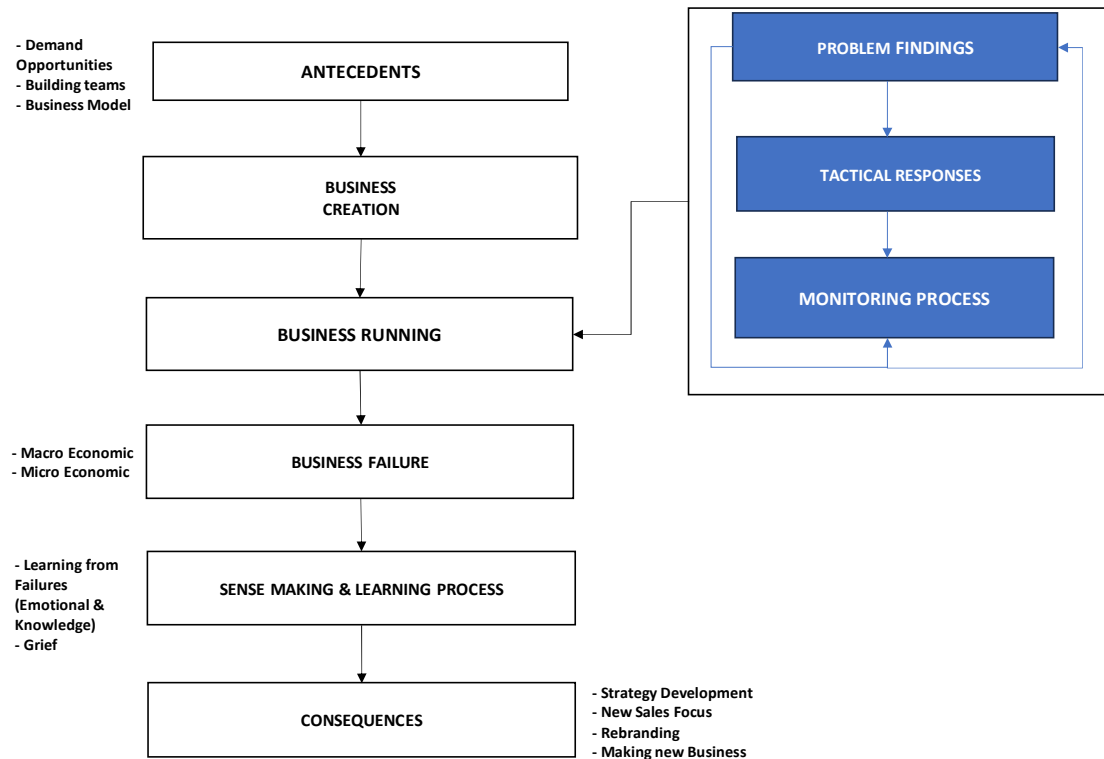 - Demand
Opportunities
- Building teams
- Business Model
ANTECEDENTS
BUSINESS
CREATION
BUSINESS RUNNING
- Macro Economic
- Micro Economic
BUSINESS FAILURE
- Learning from
Failures
(Emotional &
Knowledge)
- Grief
SENSE MAKING & LEARNING PROCESS
CONSEQUENCES
- Strategy Development
- New Sales Focus
- Rebranding
- Making new Business
PROBLEM FINDINGS
TACTICAL RESPONSES
MONITORING PROCESS